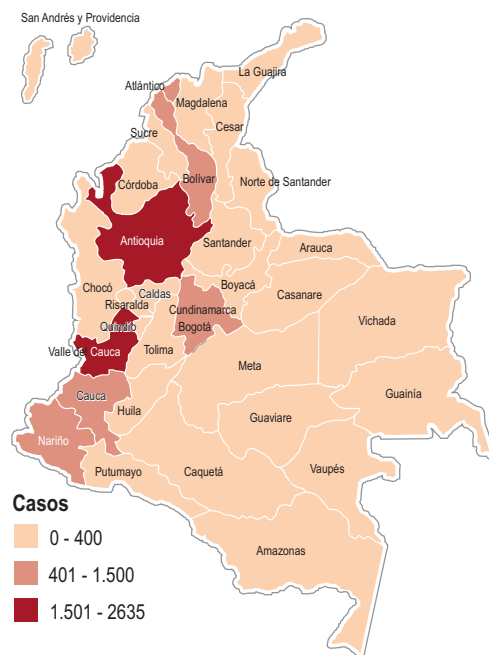 San Andrés y Providencia
La Guajira
Atlántico
Magdalena
Cesar
Sucre
Bolívar
Córdoba
Norte de Santander
Antioquia
Santander
Arauca
Chocó
Caldas
Boyacá
Casanare
Risaralda
Cundinamarca
Vichada
Quindío
Bogotá
Valle del Cauca
Tolima
Meta
Guainía
Cauca
Huila
Guaviare
Nariño
Putumayo
Caquetá
Vaupés
Casos
0 - 400
401 - 1.500
1.501 - 2635
Amazonas